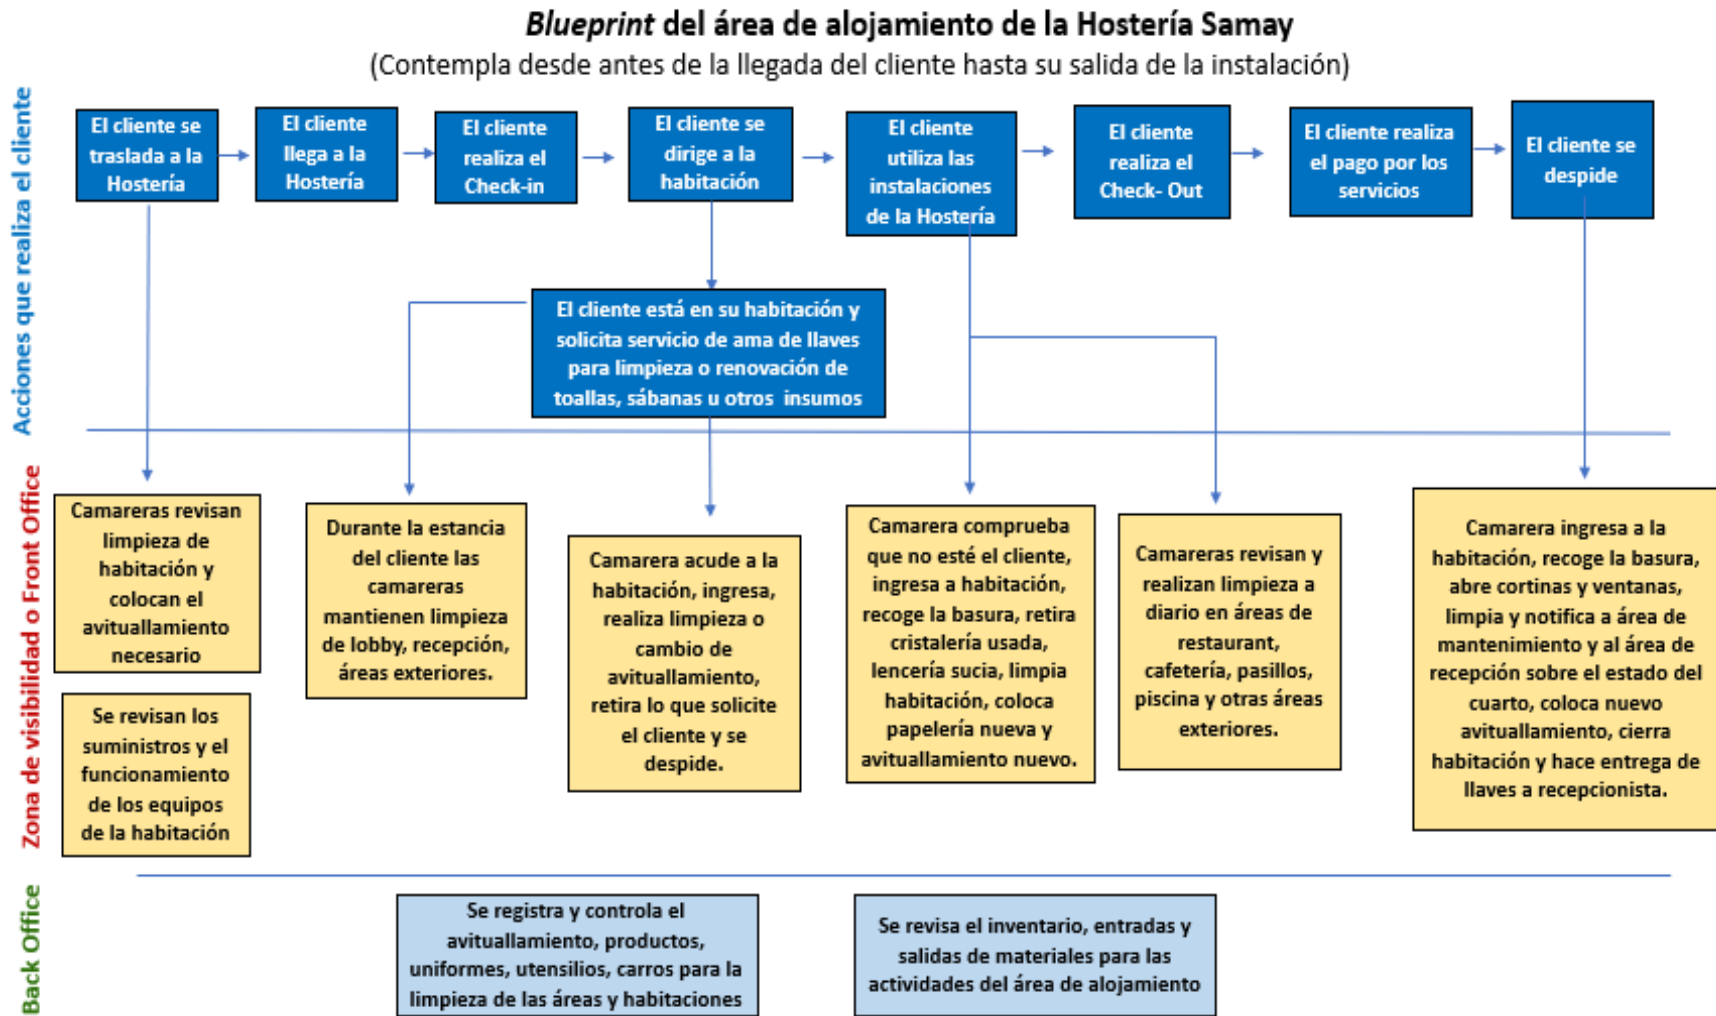 Blueprint del área de alojamiento de la Hostería Samay
(Contempla desde antes de la llegada del cliente hasta su salida de la instalación)
Acciones que realiza el cliente
El cliente se
traslada a la
Hostería
El cliente
llega a la
Hostería
El cliente
realiza el
Check-in
El cliente se
dirige a la
habitación
El cliente
utiliza las
instalaciones
de la Hostería
El cliente
realiza el
Check- Out
El cliente realiza
el pago por los
servicios
El cliente se
despide
El cliente está en su habitación y
solicita servicio de ama de llaves
para limpieza o renovación de
toallas, sábanas u otros insumos
Zona de visibilidad o Front Office
Camareras revisan
limpieza de
habitación y
colocan el
avituallamiento
necesario
Se revisan los
suministros y el
funcionamiento
de los equipos
de la habitación
Durante la estancia
del cliente las
camareras
mantienen limpieza
de lobby, recepción,
áreas exteriores.
Camarera acude a la
habitación, ingresa,
realiza limpieza o
cambio de
avituallamiento,
retira lo que solicite
el cliente y se
despide.
Camarera comprueba
que no esté el cliente,
ingresa a habitación,
recoge la basura, retira
cristalería usada,
lencería sucia, limpia
habitación, coloca
papelería nueva y
avituallamiento nuevo.
Camareras revisan y
realizan limpieza a
diario en áreas de
restaurant,
cafetería, pasillos,
piscina y otras áreas
exteriores.
Camarera ingresa a la
habitación, recoge la basura,
abre cortinas y ventanas,
limpia y notifica a área de
mantenimiento y al área de
recepción sobre el estado del
cuarto, coloca nuevo
avituallamiento, cierra
habitación y hace entrega de
llaves a recepcionista.
Back Office
Se registra y controla el
avituallamiento, productos,
uniformes, utensilios, carros para la
limpieza de las áreas y habitaciones
Se revisa el inventario, entradas y
salidas de materiales para las
actividades del área de alojamiento